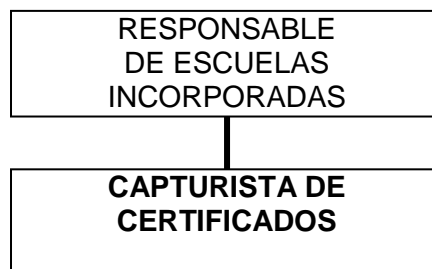 RESPONSABLE
DE ESCUELAS
INCORPORADAS
CAPTURISTA DE
CERTIFICADOS